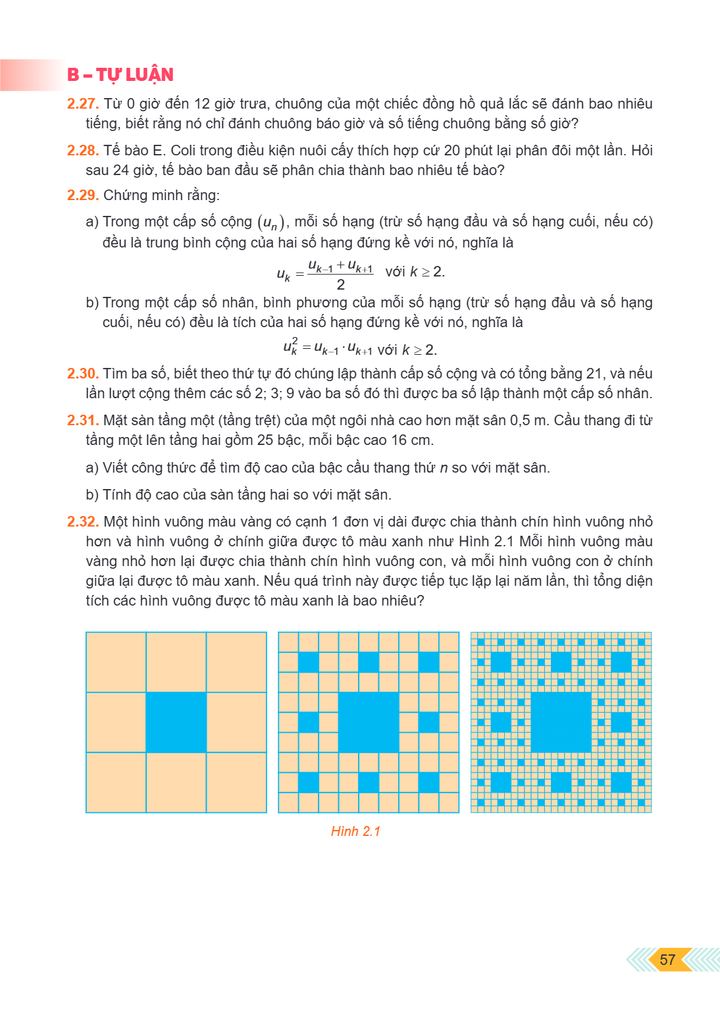 B – TỰ LUẬN
2.27. Từ 0 giờ đến 12 giờ trưa, chuông của một chiếc đồng hồ quả lắc sẽ đánh bao nhiêu
tiếng, biết rằng nó chỉ đánh chuông báo giờ và số tiếng chuông bằng số giờ?
2.28. Tế bào E. Coli trong điều kiện nuôi cấy thích hợp cứ 20 phút lại phân đôi một lần. Hỏi
sau 24 giờ, tế bào ban đầu sẽ phân chia thành bao nhiêu tế bào?
2.29. Chứng minh rằng:
a) Trong một cấp số cộng (uₙ), mỗi số hạng (trừ số hạng đầu và số hạng cuối, nếu có)
đều là trung bình cộng của hai số hạng đứng kề với nó, nghĩa là
uₖ = (uₖ₋₁ + uₖ₊₁)/2 với k ≥ 2.
b) Trong một cấp số nhân, bình phương của mỗi số hạng (trừ số hạng đầu và số hạng
cuối, nếu có) đều là tích của hai số hạng đứng kề với nó, nghĩa là
uₖ² = uₖ₋₁ · uₖ₊₁ với k ≥ 2.
2.30. Tìm ba số, biết theo thứ tự đó chúng lập thành cấp số cộng và có tổng bằng 21, và nếu
lần lượt cộng thêm các số 2; 3; 9 vào ba số đó thì được ba số lập thành một cấp số nhân.
2.31. Mặt sàn tầng một (tầng trệt) của một ngôi nhà cao hơn mặt sân 0,5 m. Cầu thang đi từ
tầng một lên tầng hai gồm 25 bậc, mỗi bậc cao 16 cm.
a) Viết công thức để tìm độ cao của bậc cầu thang thứ n so với mặt sân.
b) Tính độ cao của sàn tầng hai so với mặt sân.
2.32. Một hình vuông màu vàng có cạnh 1 đơn vị dài được chia thành chín hình vuông nhỏ
hơn và hình vuông ở chính giữa được tô màu xanh như Hình 2.1 Mỗi hình vuông màu
vàng nhỏ hơn lại được chia thành chín hình vuông con, và mỗi hình vuông con ở chính
giữa lại được tô màu xanh. Nếu quá trình này được tiếp tục lặp lại năm lần, thì tổng diện
tích các hình vuông được tô màu xanh là bao nhiêu?
Hình 2.1
57